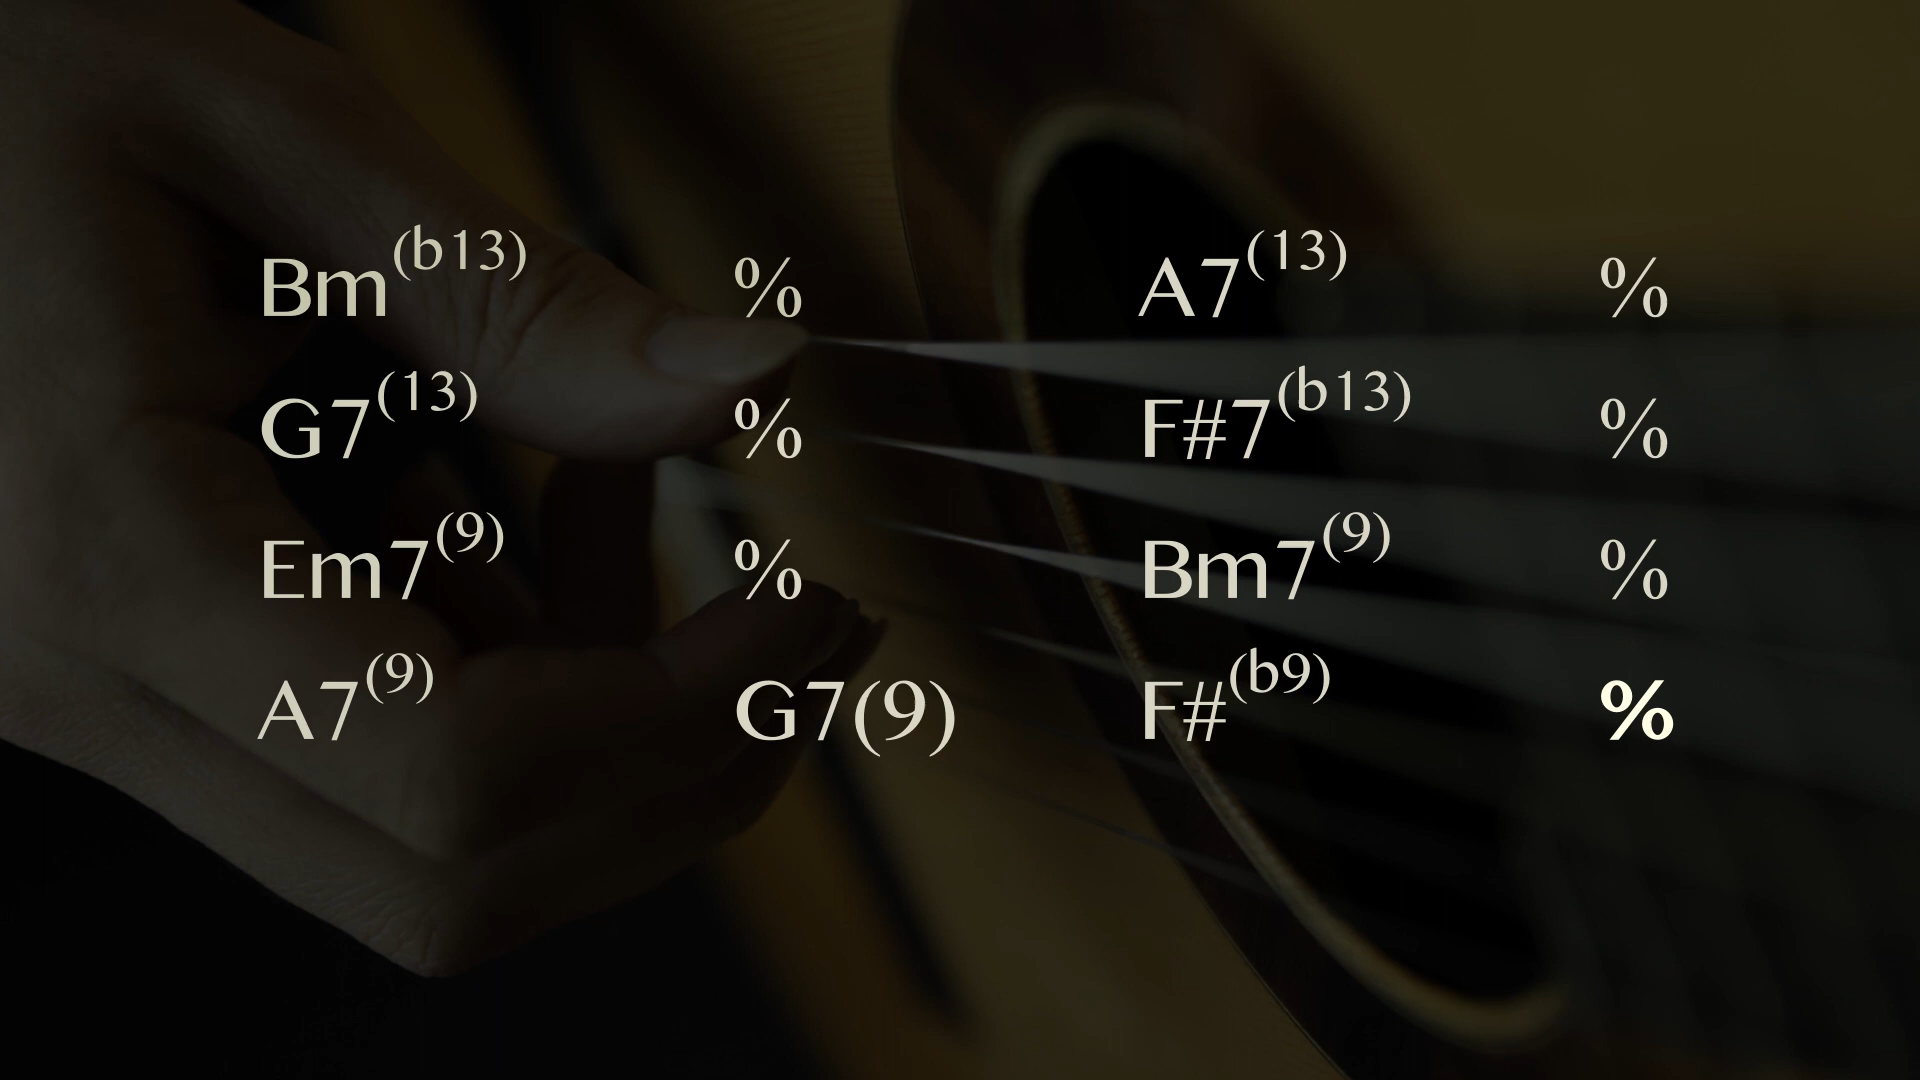 Bm(b13) % A7(13) %
G7(13) % F#7(b13) %
Em7(9) % Bm7(9) %
A7(9) G7(9) F#(b9) %